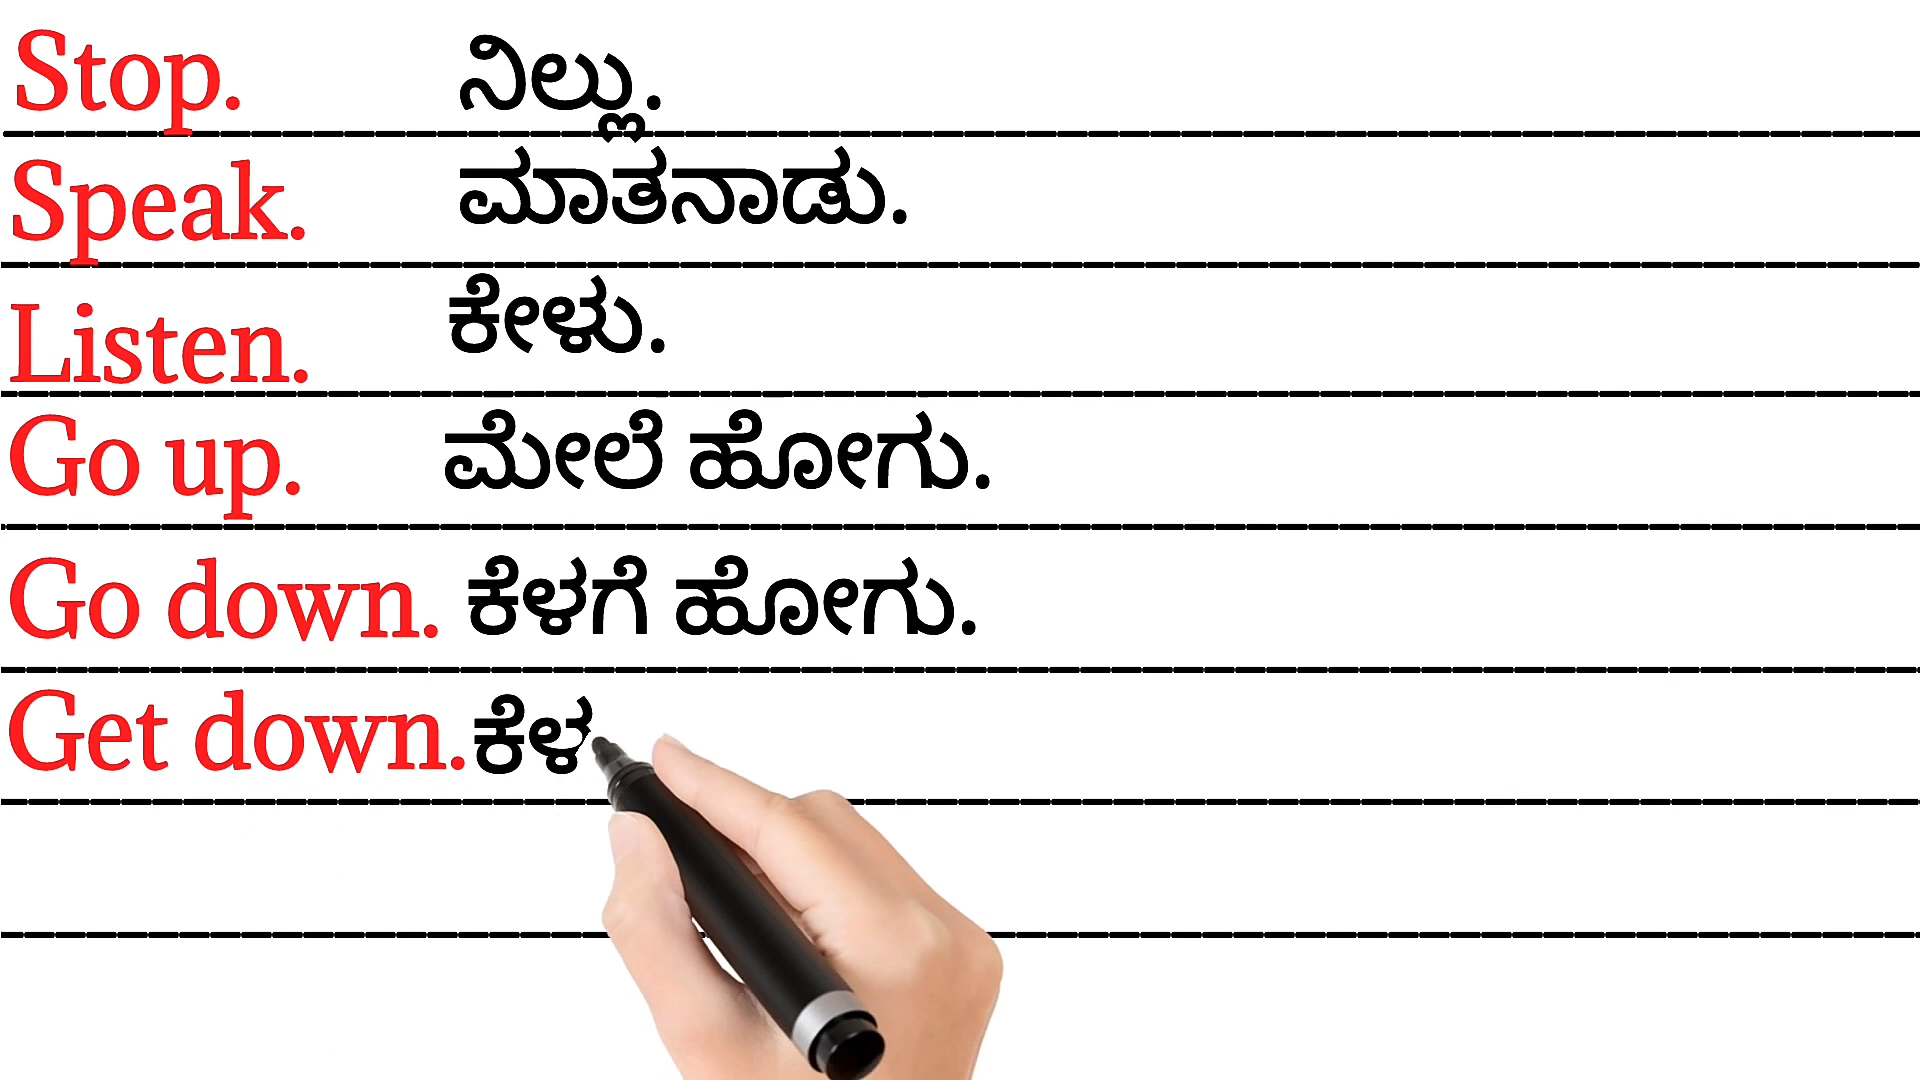 Stop. ನಿಲ್ಲು.
Speak. ಮಾತನಾಡು.
Listen. ಕೇಳು.
Go up. ಮೇಲೆ ಹೋಗು.
Go down. ಕೆಳಗೆ ಹೋಗು.
Get down. ಕೆಳ